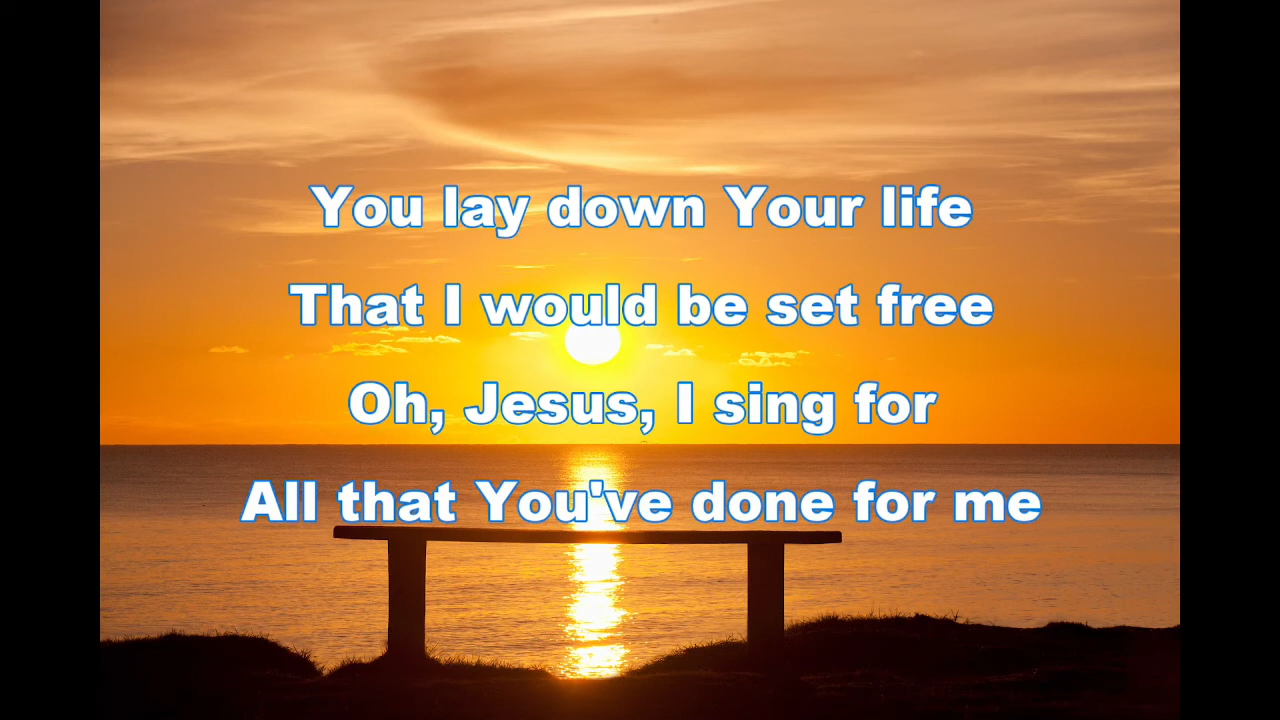 You lay down Your life
That I would be set free
Oh, Jesus, I sing for
All that You've done for me